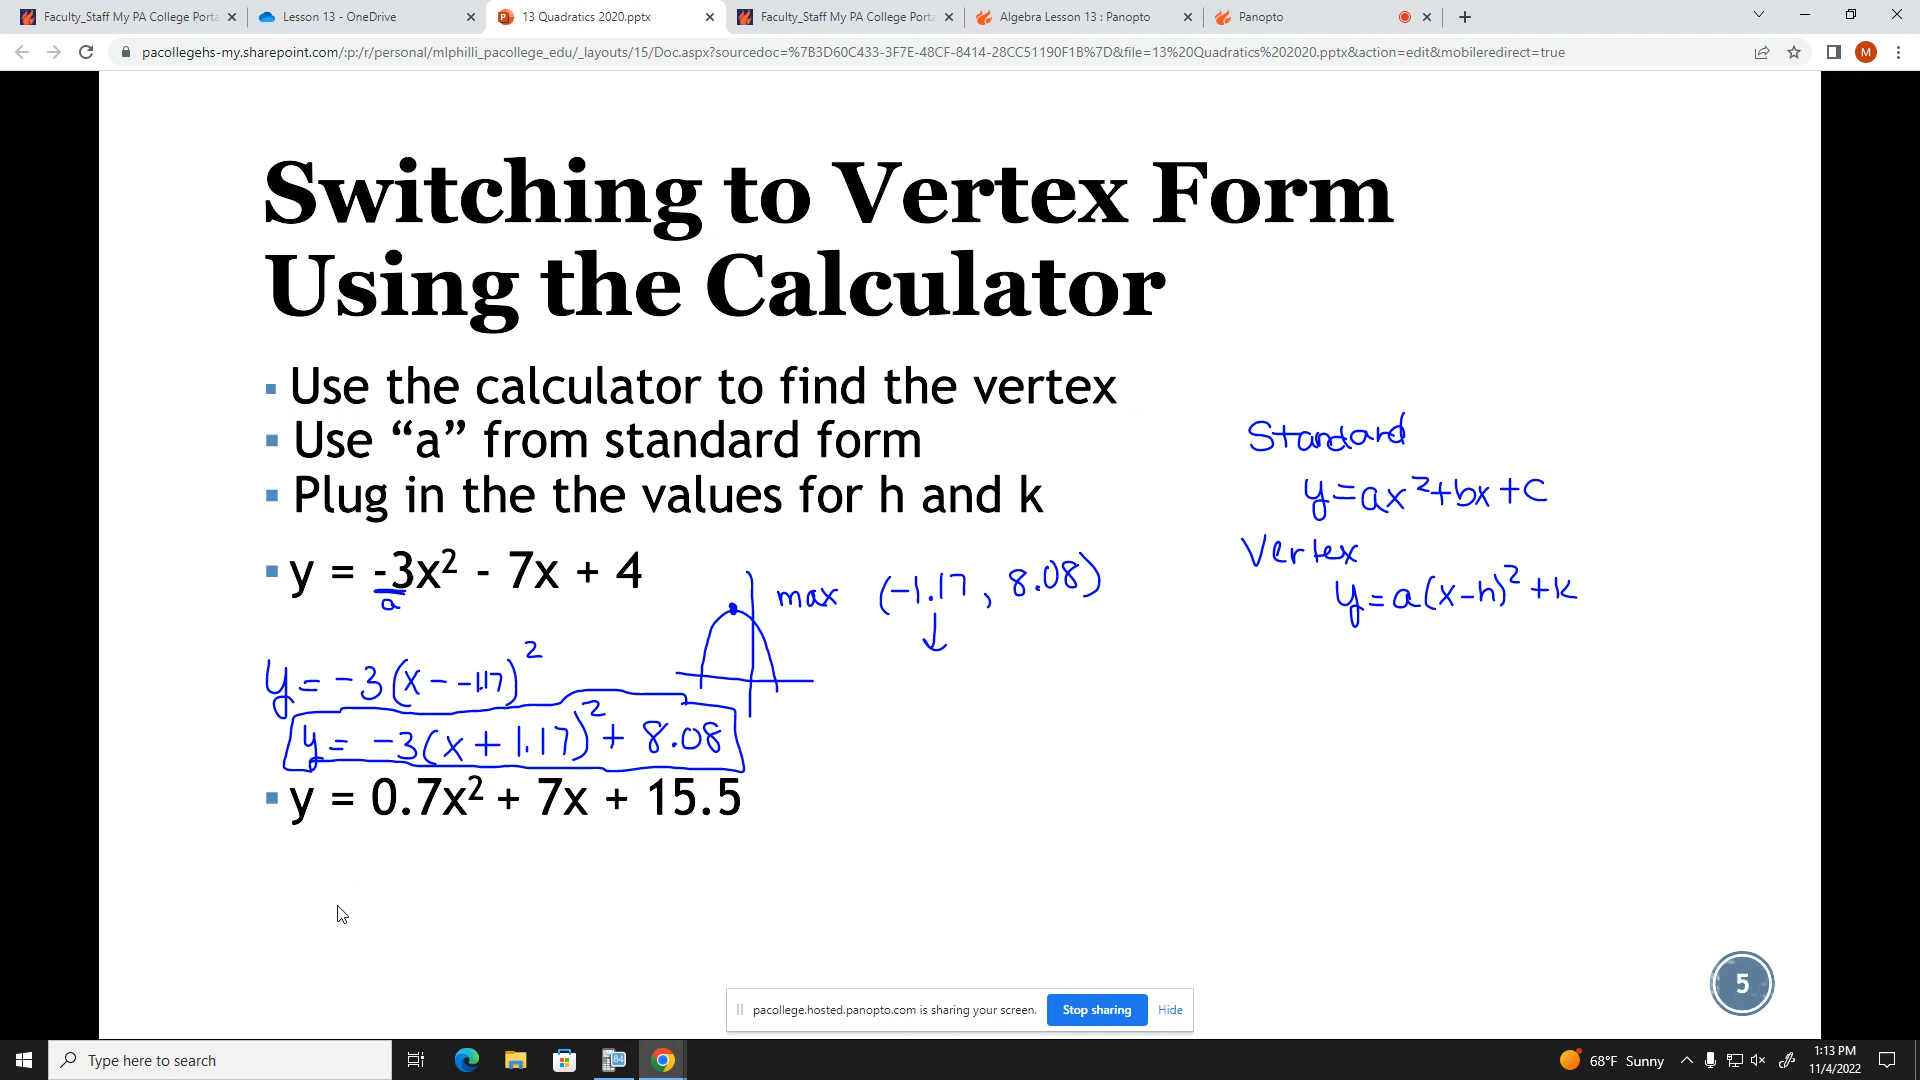 Faculty_Staff My PA College Porta
Lesson 13 - OneDrive
13 Quadratics 2020.pptx
Faculty_Staff My PA College Porta
Algebra Lesson 13 : Panopto
Panopto
pacollegehs-my.sharepoint.com/:p:/r/personal/mlphilli_pacollege_edu/_layouts/15/Doc.aspx?sourcedoc=%7B3D60C433-3F7E-48CF-8414-28CC51190F1B%7D&file=13%20Quadratics%202020.pptx&action=edit&mobileredirect=true
M
Switching to Vertex Form
Using the Calculator
▪ Use the calculator to find the vertex
▪ Use “a” from standard form
▪ Plug in the the values for h and k
Standard
y=ax²+bx+c
Vertex
y=a(x-h)²+k
▪ y = -3x² - 7x + 4
a
max (-1.17, 8.08)
y = -3(x--1.17)²
y = -3(x+1.17)²+ 8.08
▪ y = 0.7x² + 7x + 15.5
5
pacollege.hosted.panopto.com is sharing your screen.
Stop sharing
Hide
Type here to search
84
68°F Sunny
1:13 PM
11/4/2022